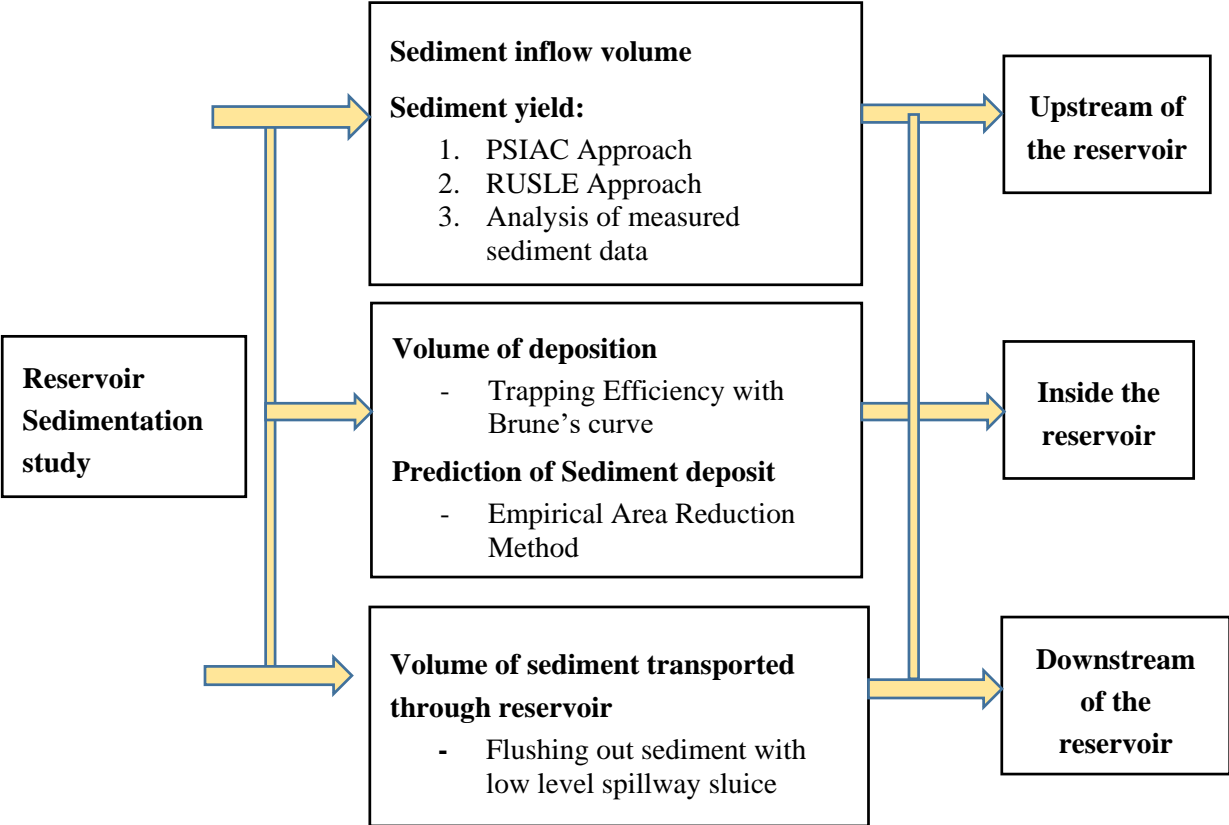 Reservoir
Sedimentation
study
Sediment inflow volume
Sediment yield:
1. PSIAC Approach
2. RUSLE Approach
3. Analysis of measured
sediment data
Upstream of
the reservoir
Volume of deposition
- Trapping Efficiency with
Brune’s curve
Prediction of Sediment deposit
- Empirical Area Reduction
Method
Inside the
reservoir
Volume of sediment transported
through reservoir
- Flushing out sediment with
low level spillway sluice
Downstream
of the
reservoir